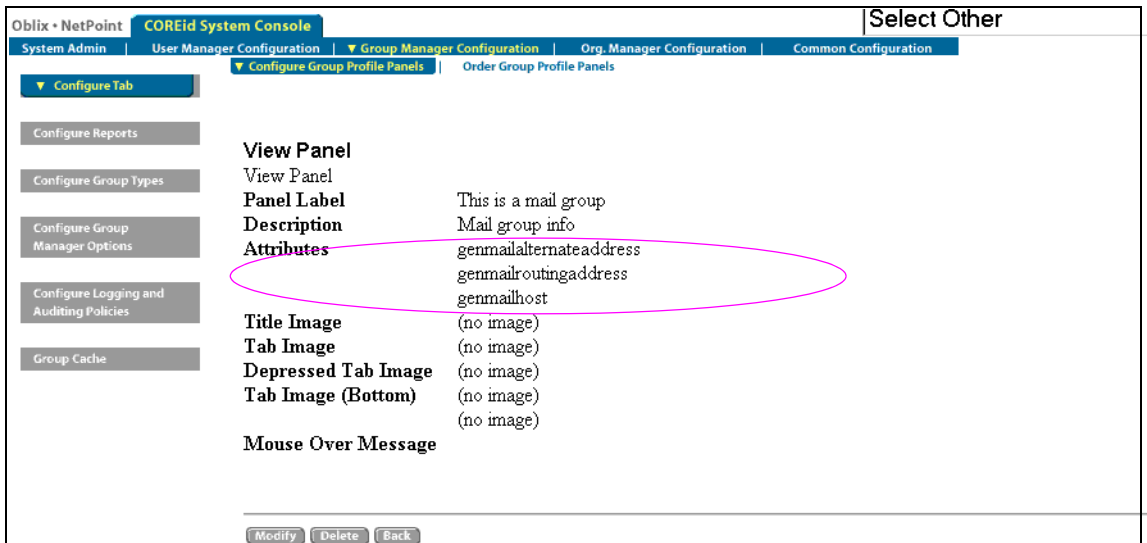 Oblix • NetPoint COREid System Console Select Other
System Admin | User Manager Configuration | ▼ Group Manager Configuration | Org. Manager Configuration | Common Configuration
▼ Configure Group Profile Panels | Order Group Profile Panels
▼ Configure Tab
Configure Reports
Configure Group Types
Configure Group
Manager Options
Configure Logging and
Auditing Policies
Group Cache
View Panel
View Panel
Panel Label This is a mail group
Description Mail group info
Attributes genmailalternateaddress
genmailroutingaddress
genmailhost
Title Image (no image)
Tab Image (no image)
Depressed Tab Image (no image)
Tab Image (Bottom) (no image)
(no image)
Mouse Over Message
Modify Delete Back